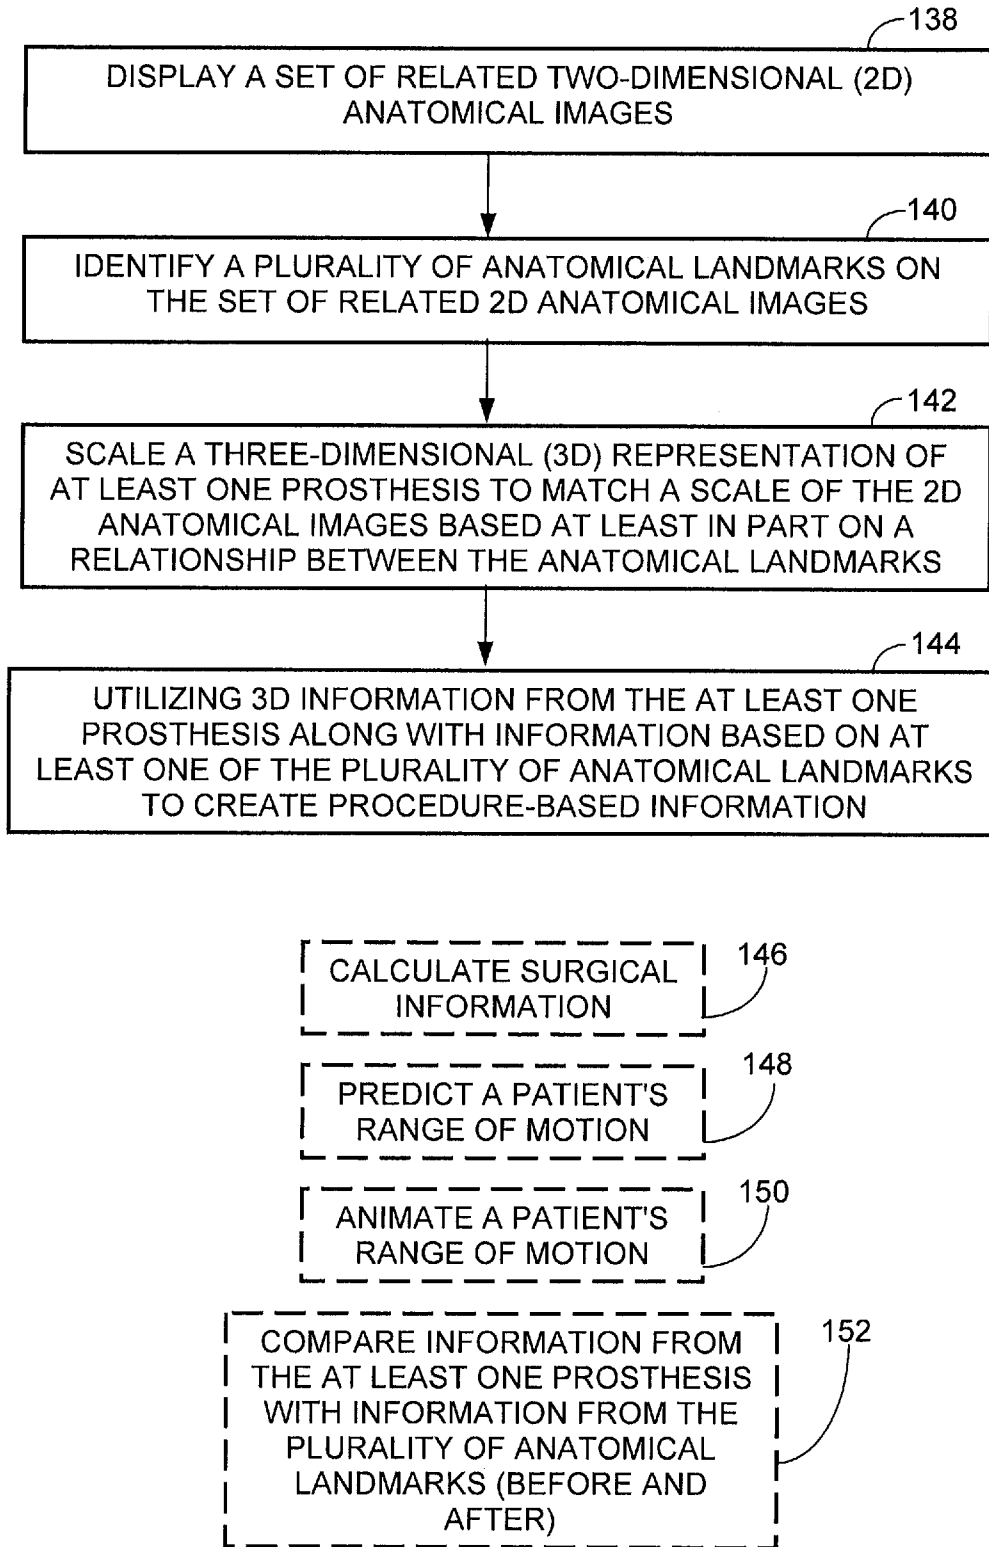 138
DISPLAY A SET OF RELATED TWO-DIMENSIONAL (2D)
ANATOMICAL IMAGES
140
IDENTIFY A PLURALITY OF ANATOMICAL LANDMARKS ON
THE SET OF RELATED 2D ANATOMICAL IMAGES
142
SCALE A THREE-DIMENSIONAL (3D) REPRESENTATION OF
AT LEAST ONE PROSTHESIS TO MATCH A SCALE OF THE 2D
ANATOMICAL IMAGES BASED AT LEAST IN PART ON A
RELATIONSHIP BETWEEN THE ANATOMICAL LANDMARKS
144
UTILIZING 3D INFORMATION FROM THE AT LEAST ONE
PROSTHESIS ALONG WITH INFORMATION BASED ON AT
LEAST ONE OF THE PLURALITY OF ANATOMICAL LANDMARKS
TO CREATE PROCEDURE-BASED INFORMATION
146
CALCULATE SURGICAL
INFORMATION
148
PREDICT A PATIENT'S
RANGE OF MOTION
150
ANIMATE A PATIENT'S
RANGE OF MOTION
152
COMPARE INFORMATION FROM
THE AT LEAST ONE PROSTHESIS
WITH INFORMATION FROM THE
PLURALITY OF ANATOMICAL
LANDMARKS (BEFORE AND
AFTER)